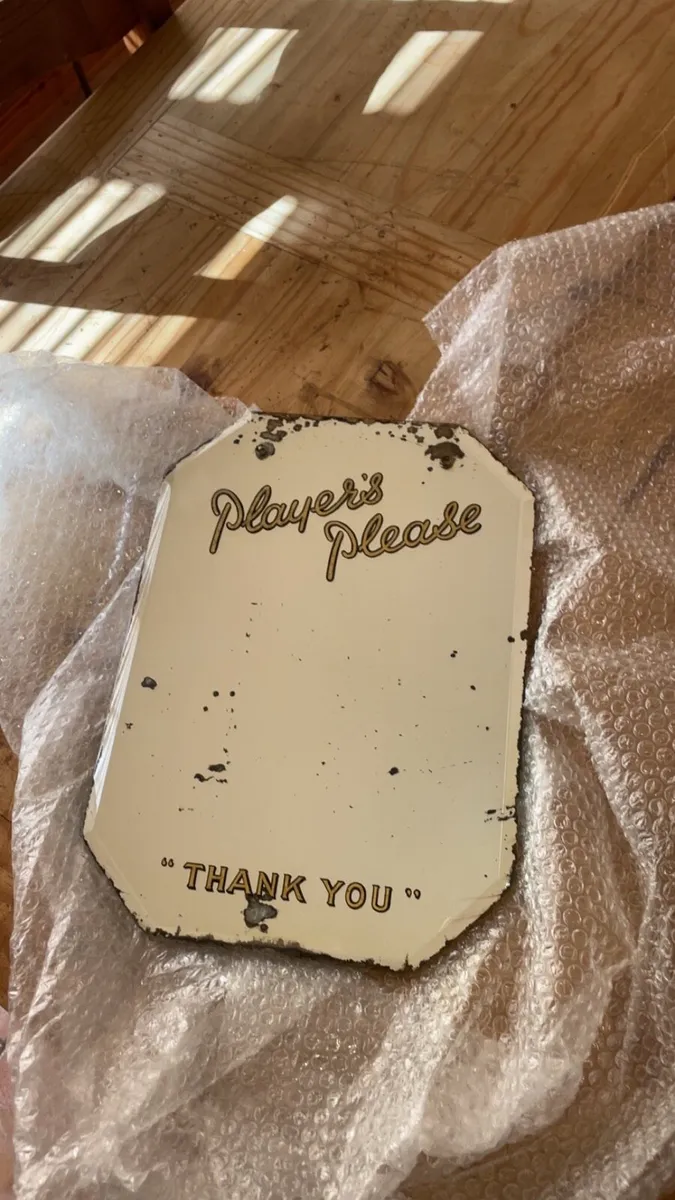 Player's
Please
“ THANK YOU ”